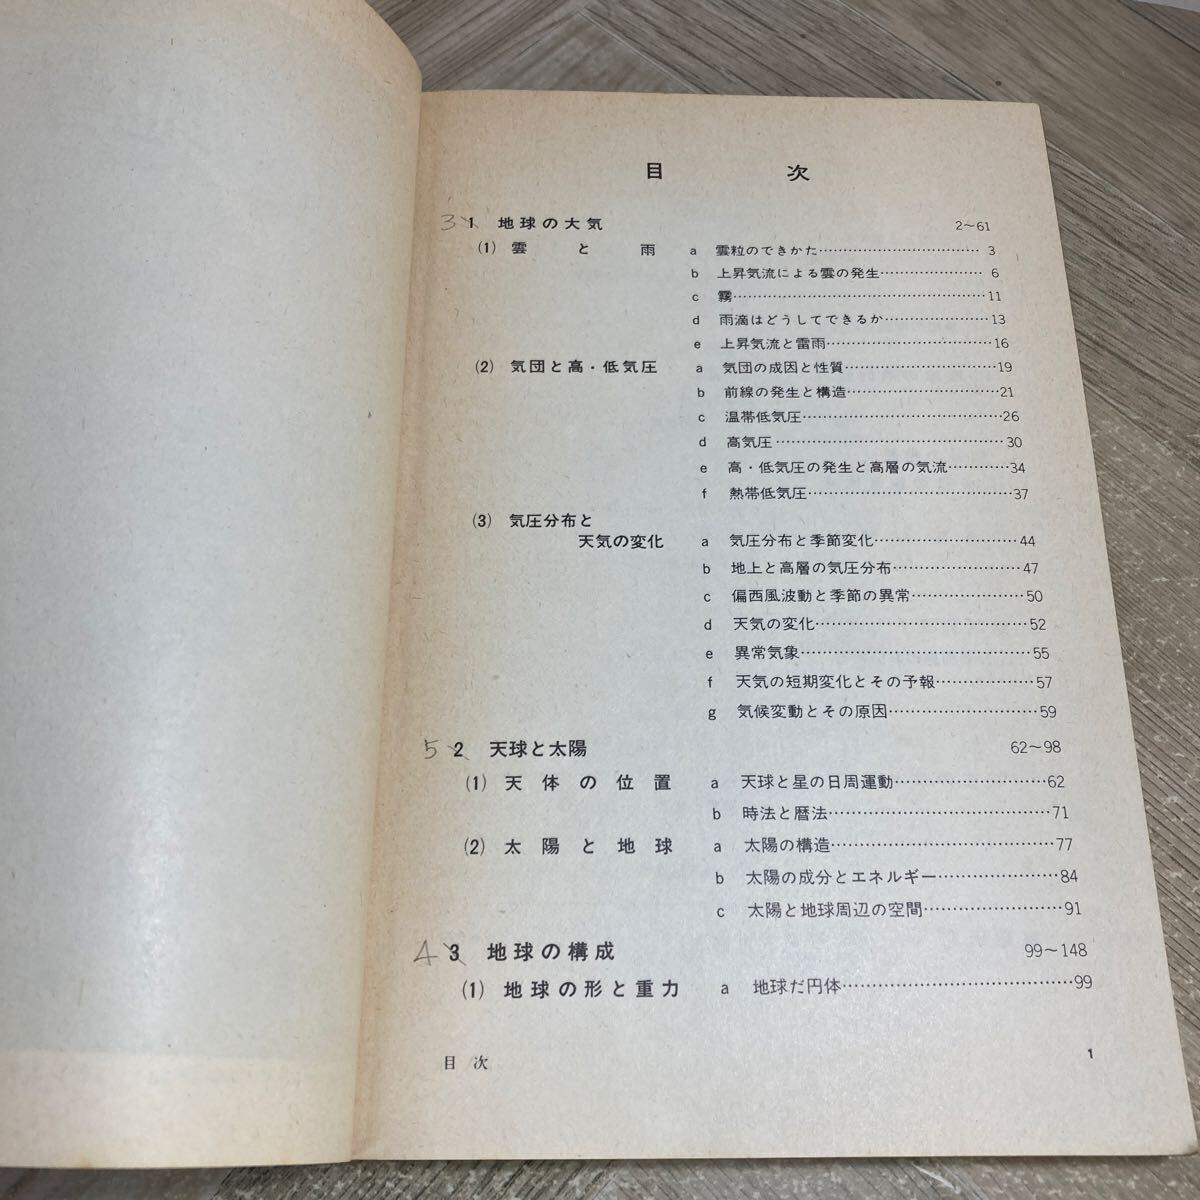 目次
3 1 地球の大気 2～61
(1) 雲と雨 a 雲粒のできかた…………………………… 3
b 上昇気流による雲の発生………………… 6
c 霧……………………………………………11
d 雨滴はどうしてできるか…………………13
e 上昇気流と雷雨……………………………16
(2) 気団と高・低気圧 a 気団の成因と性質…………………………19
b 前線の発生と構造…………………………21
c 温帯低気圧…………………………………26
d 高気圧………………………………………30
e 高・低気圧の発生と高層の気流…………34
f 熱帯低気圧…………………………………37
(3) 気圧分布と
天気の変化 a 気圧分布と季節変化………………………44
b 地上と高層の気圧分布……………………47
c 偏西風波動と季節の異常…………………50
d 天気の変化…………………………………52
e 異常気象……………………………………55
f 天気の短期変化とその予報………………57
g 気候変動とその原因………………………59
5 2 天球と太陽 62～98
(1) 天体の位置 a 天球と星の日周運動………………………62
b 時法と暦法…………………………………71
(2) 太陽と地球 a 太陽の構造…………………………………77
b 太陽の成分とエネルギー…………………84
c 太陽と地球周辺の空間……………………91
4 3 地球の構成 99～148
(1) 地球の形と重力 a 地球だ円体…………………………………99
目次 1